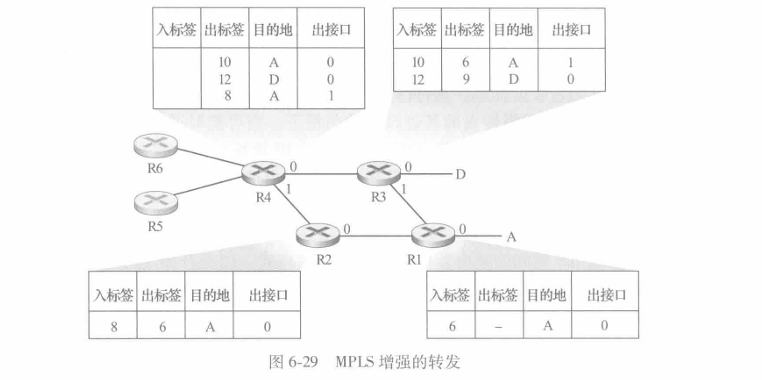 入标签 出标签 目的地 出接口
10 A 0
12 D 0
8 A 1
入标签 出标签 目的地 出接口
10 6 A 1
12 9 D 0
R6
R5
R4
0
1
R3
0
1
D
R2
0
R1
0
A
入标签 出标签 目的地 出接口
8 6 A 0
入标签 出标签 目的地 出接口
6 – A 0
图 6-29 MPLS 增强的转发